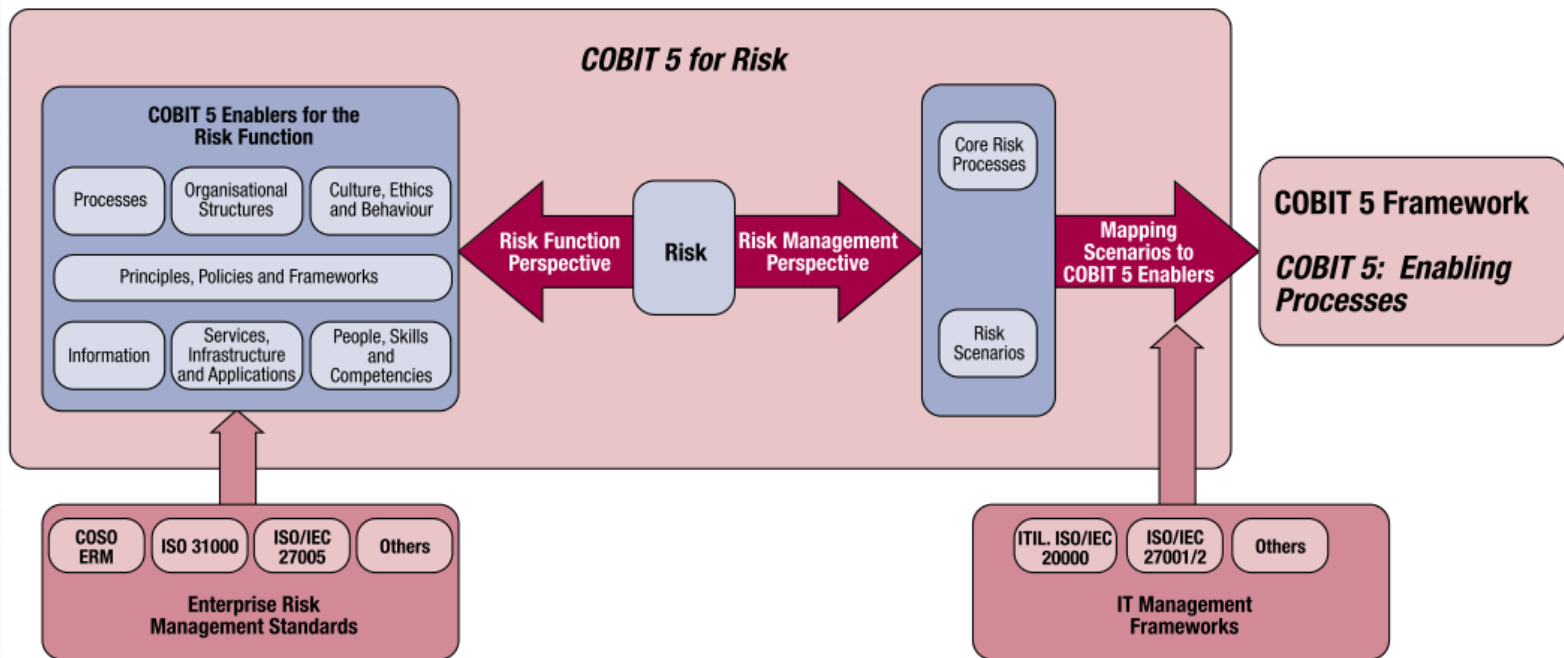 COBIT 5 for Risk
COBIT 5 Enablers for the
Risk Function
Processes
Organisational
Structures
Culture, Ethics
and Behaviour
Principles, Policies and Frameworks
Information
Services,
Infrastructure
and Applications
People, Skills
and
Competencies
Risk Function
Perspective
Risk
Risk Management
Perspective
Core Risk
Processes
Risk
Scenarios
Mapping
Scenarios to
COBIT 5 Enablers
COBIT 5 Framework
COBIT 5: Enabling
Processes
COSO
ERM
ISO 31000
ISO/IEC
27005
Others
Enterprise Risk
Management Standards
ITIL. ISO/IEC
20000
ISO/IEC
27001/2
Others
IT Management
Frameworks